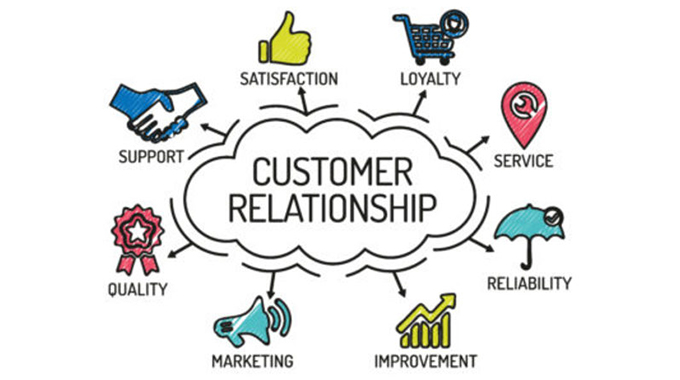 SATISFACTION
LOYALTY
SUPPORT
SERVICE
CUSTOMER
RELATIONSHIP
QUALITY
RELIABILITY
MARKETING
IMPROVEMENT